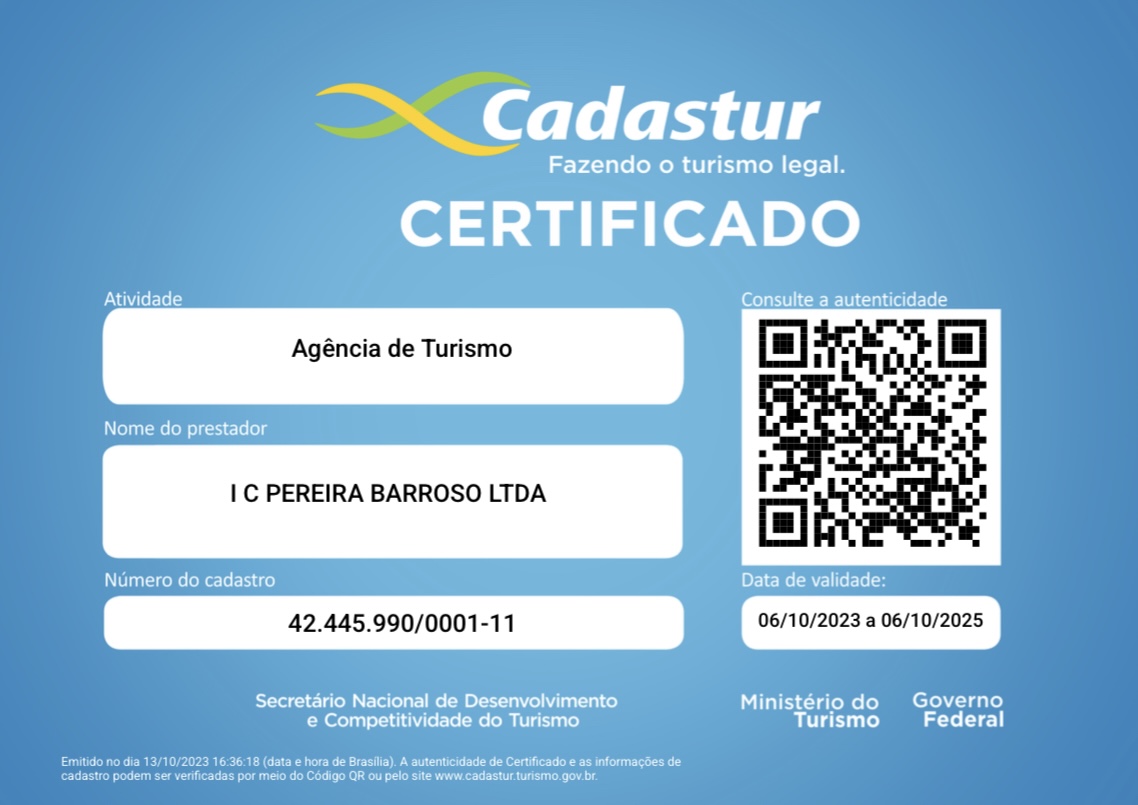 Cadastur
Fazendo o turismo legal.
CERTIFICADO
Atividade
Agência de Turismo
Nome do prestador
I C PEREIRA BARROSO LTDA
Número do cadastro
42.445.990/0001-11
Consulte a autenticidade
Data de validade:
06/10/2023 a 06/10/2025
Secretário Nacional de Desenvolvimento
e Competitividade do Turismo
Ministério do
Turismo
Governo
Federal
Emitido no dia 13/10/2023 16:36:18 (data e hora de Brasília). A autenticidade de Certificado e as informações de
cadastro podem ser verificadas por meio do Código QR ou pelo site www.cadastur.turismo.gov.br.